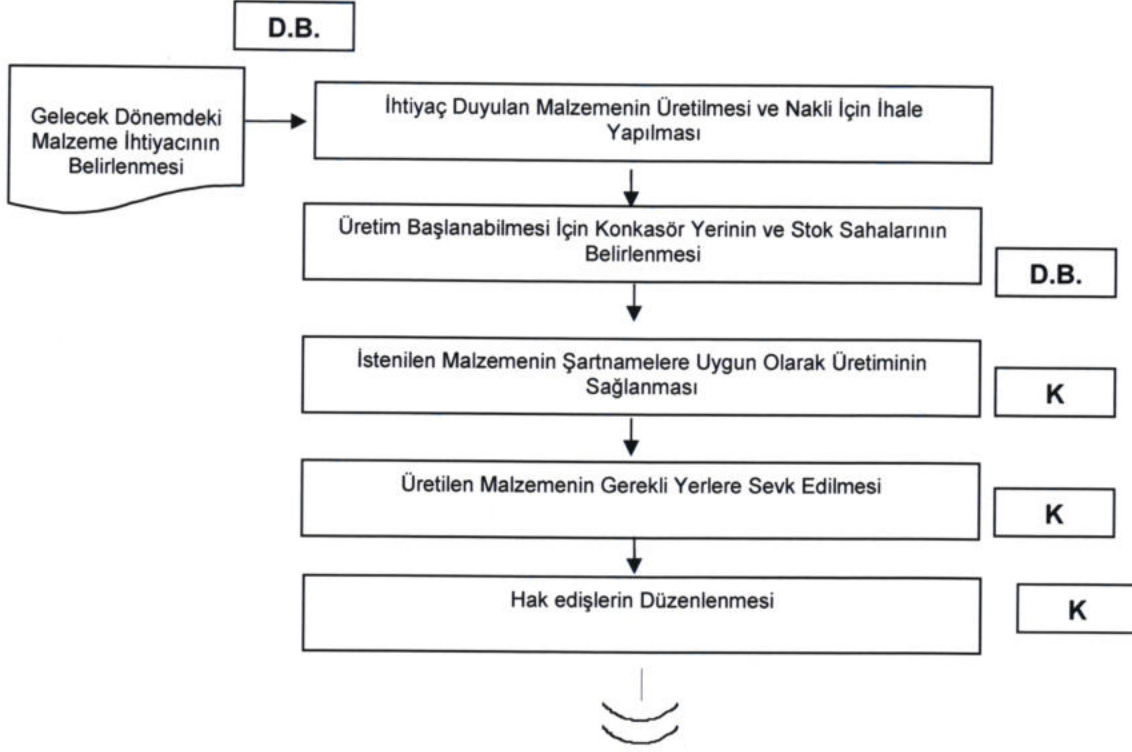 D.B.
Gelecek Dönemdeki
Malzeme İhtiyacının
Belirlenmesi
İhtiyaç Duyulan Malzemenin Üretilmesi ve Nakli İçin İhale
Yapılması
Üretim Başlanabilmesi İçin Konkasör Yerinin ve Stok Sahalarının
Belirlenmesi
D.B.
İstenilen Malzemenin Şartnamelere Uygun Olarak Üretiminin
Sağlanması
K
Üretilen Malzemenin Gerekli Yerlere Sevk Edilmesi
K
Hak edişlerin Düzenlenmesi
K